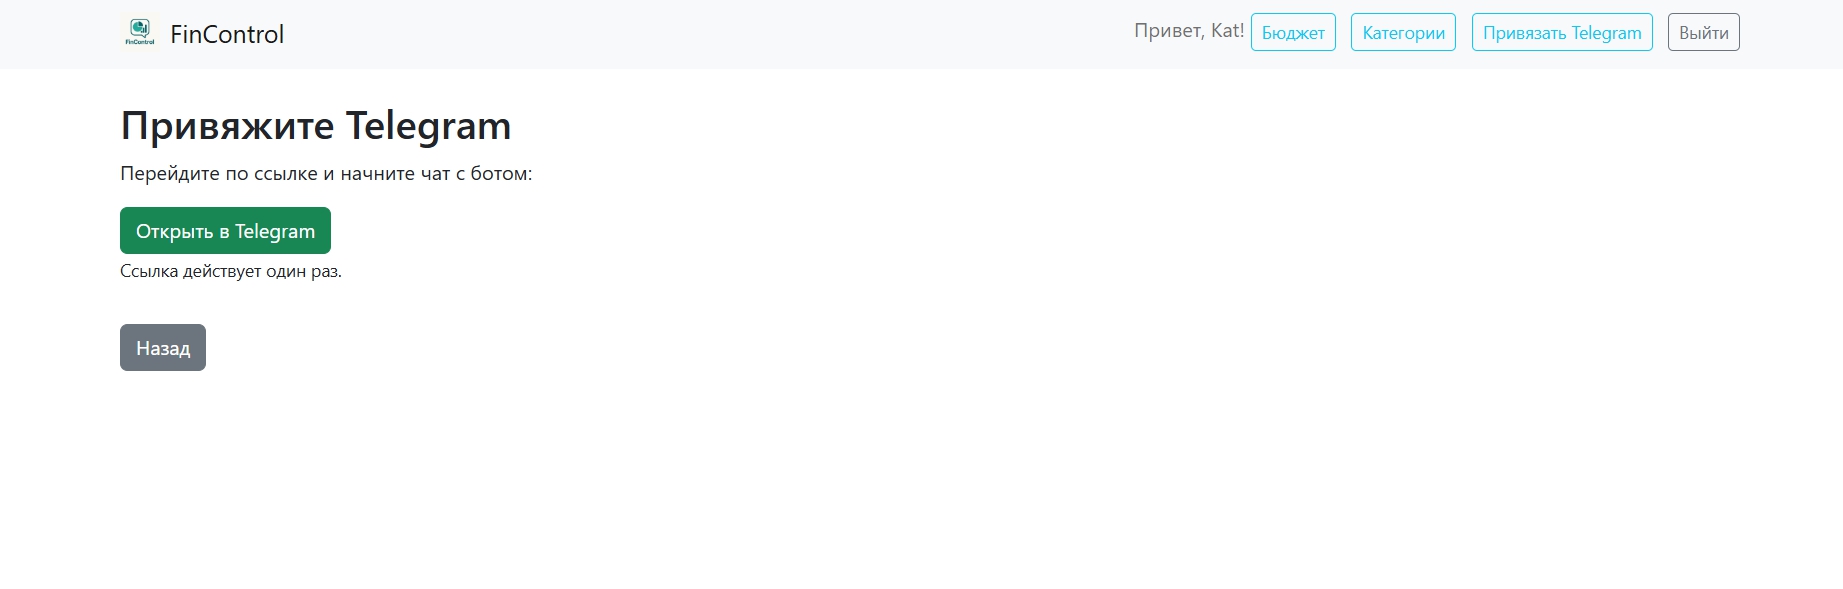 FinControl
FinControl
Привет, Kat!
Бюджет
Категории
Привязать Telegram
Выйти
Привяжите Telegram
Перейдите по ссылке и начните чат с ботом:
Открыть в Telegram
Ссылка действует один раз.
Назад